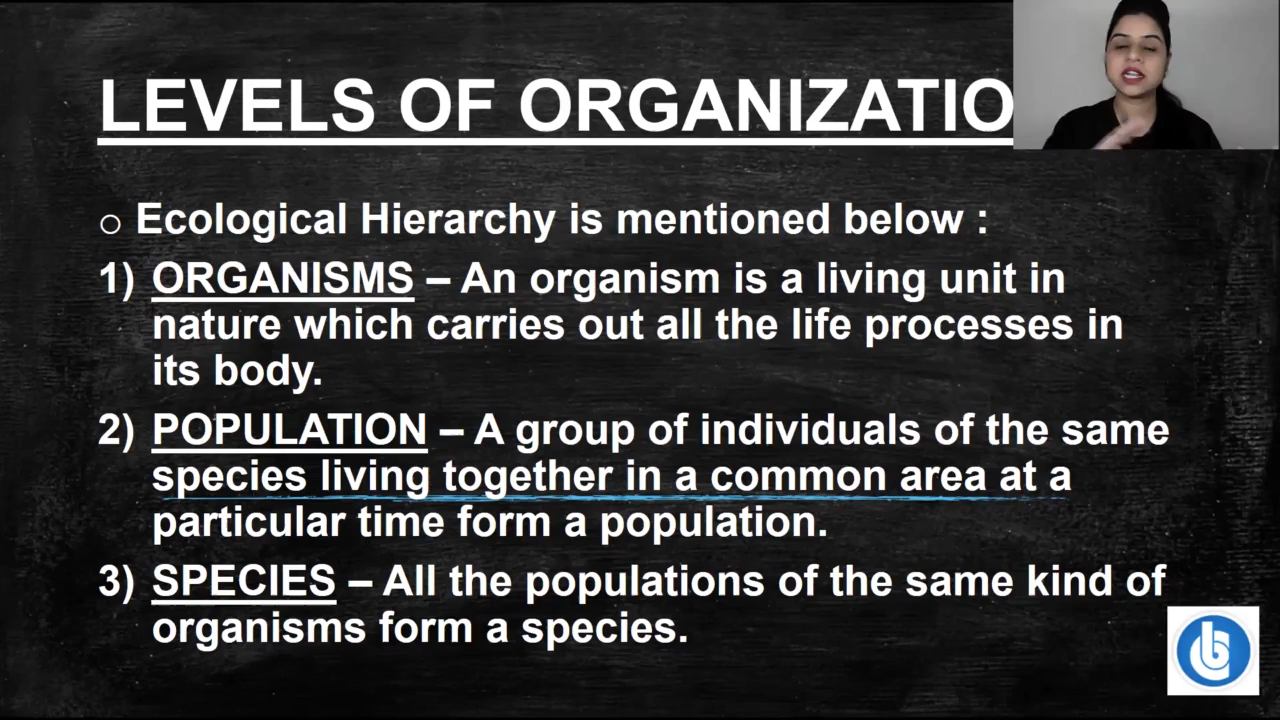 LEVELS OF ORGANIZATIO
○ Ecological Hierarchy is mentioned below :
1) ORGANISMS – An organism is a living unit in
nature which carries out all the life processes in
its body.
2) POPULATION – A group of individuals of the same
species living together in a common area at a
particular time form a population.
3) SPECIES – All the populations of the same kind of
organisms form a species.